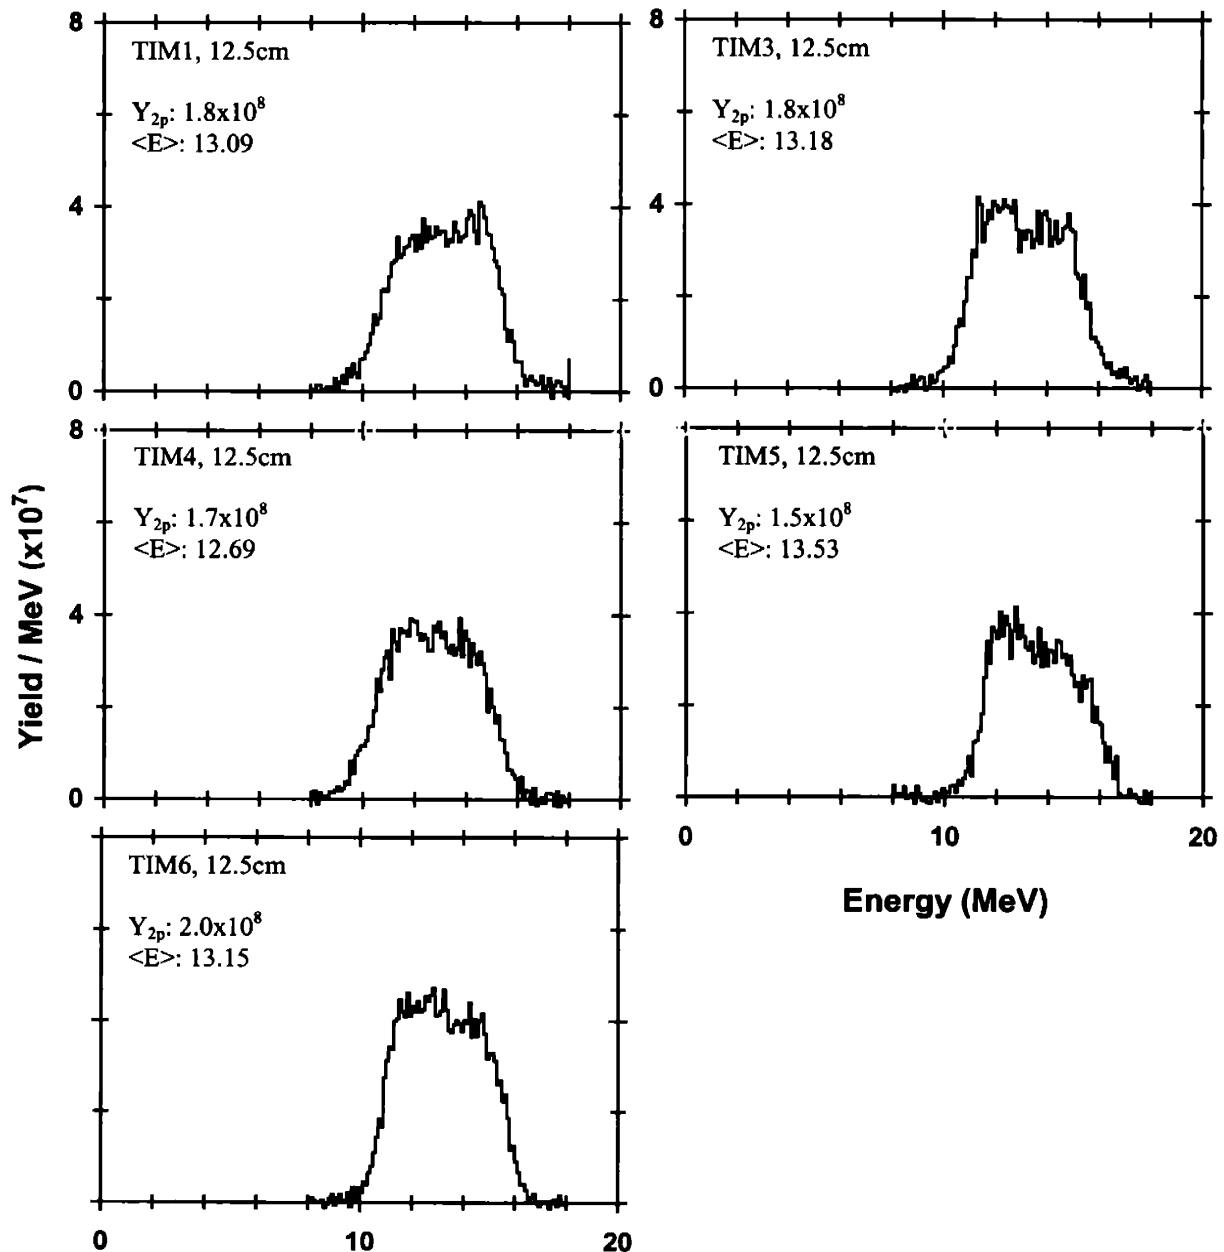 8
TIM1, 12.5cm
Y2p: 1.8x10^8
<E>: 13.09
4
0
8
TIM3, 12.5cm
Y2p: 1.8x10^8
<E>: 13.18
4
0
8
TIM4, 12.5cm
Y2p: 1.7x10^8
<E>: 12.69
4
0
TIM5, 12.5cm
Y2p: 1.5x10^8
<E>: 13.53
0
10
20
Yield / MeV (x10^7)
Energy (MeV)
TIM6, 12.5cm
Y2p: 2.0x10^8
<E>: 13.15
0
10
20